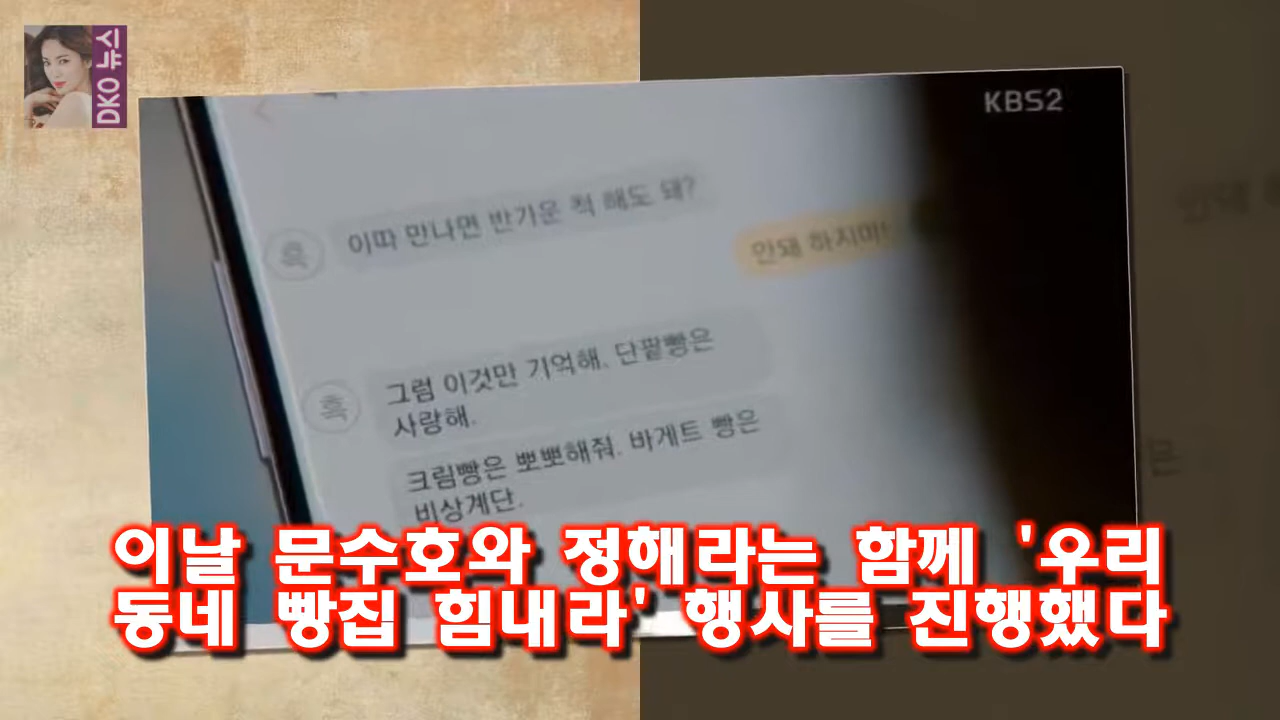 DKO 뉴스
KBS2
이따 만나면 반가운 척 해도 돼?
흑
안돼 하지마!
그럼 이것만 기억해. 단팥빵은
흑
사랑해.
크림빵은 뽀뽀해줘. 바게트 빵은
비상계단.
이날 문수호와 정해라는 함께 '우리
동네 빵집 힘내라' 행사를 진행했다